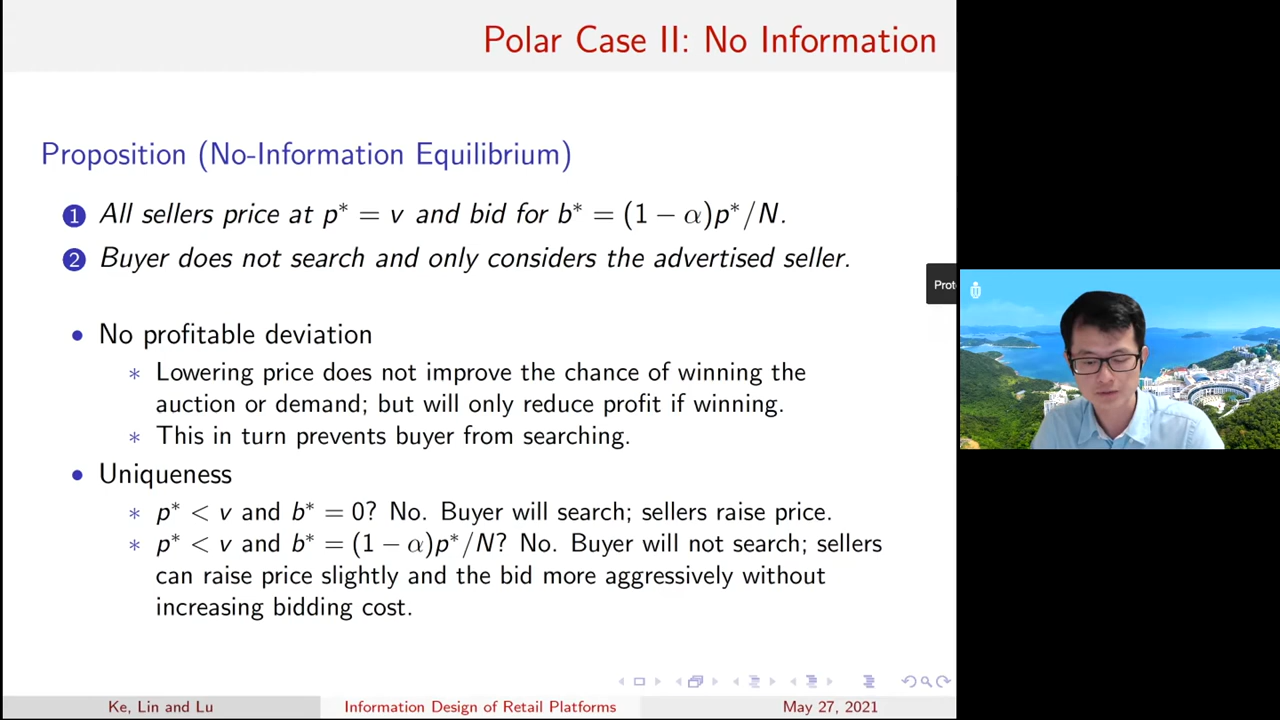 Polar Case II: No Information
Proposition (No-Information Equilibrium)
1 All sellers price at p* = v and bid for b* = (1 − α)p*/N.
2 Buyer does not search and only considers the advertised seller.
• No profitable deviation
∗ Lowering price does not improve the chance of winning the
auction or demand; but will only reduce profit if winning.
∗ This in turn prevents buyer from searching.
• Uniqueness
∗ p* < v and b* = 0? No. Buyer will search; sellers raise price.
∗ p* < v and b* = (1 − α)p*/N? No. Buyer will not search; sellers
can raise price slightly and the bid more aggressively without
increasing bidding cost.
Ke, Lin and Lu
Information Design of Retail Platforms
May 27, 2021